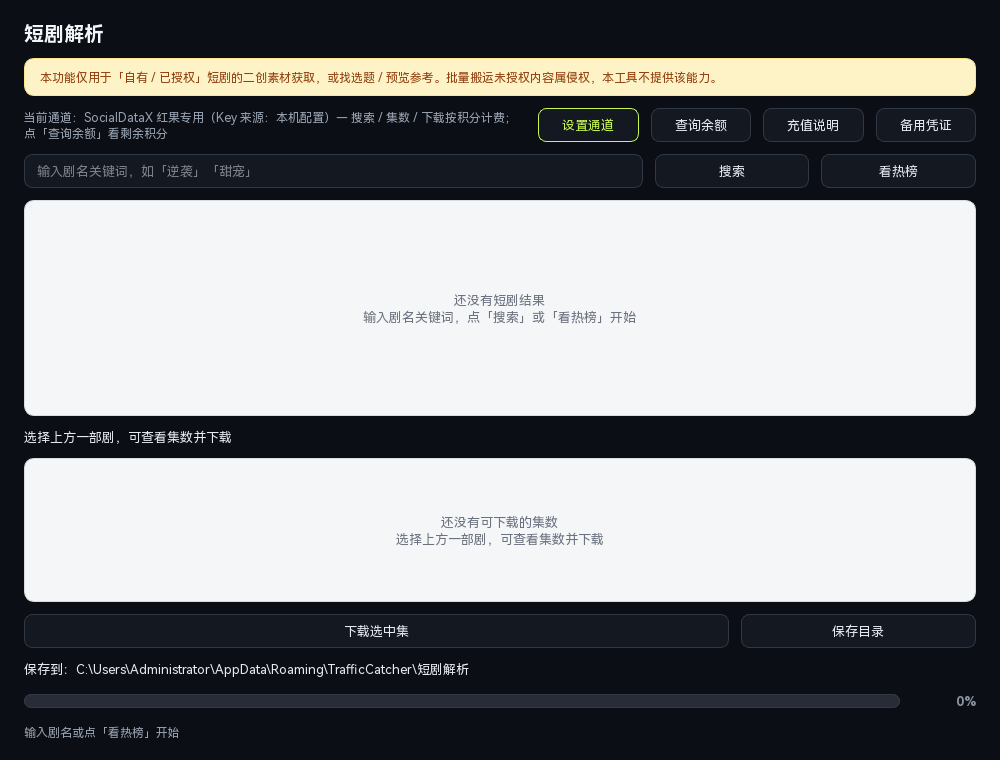 短剧解析
本功能仅用于「自有 / 已授权」短剧的二创素材获取，或找选题 / 预览参考。批量搬运未授权内容属侵权，本工具不提供该能力。
当前通道：SocialDataX 红果专用（Key 来源：本机配置）— 搜索 / 集数 / 下载按积分计费；
点「查询余额」看剩余积分
设置通道
查询余额
充值说明
备用凭证
输入剧名关键词，如「逆袭」「甜宠」
搜索
看热榜
还没有短剧结果
输入剧名关键词，点「搜索」或「看热榜」开始
选择上方一部剧，可查看集数并下载
还没有可下载的集数
选择上方一部剧，可查看集数并下载
下载选中集
保存目录
保存到：C:\Users\Administrator\AppData\Roaming\TrafficCatcher\短剧解析
0%
输入剧名或点「看热榜」开始